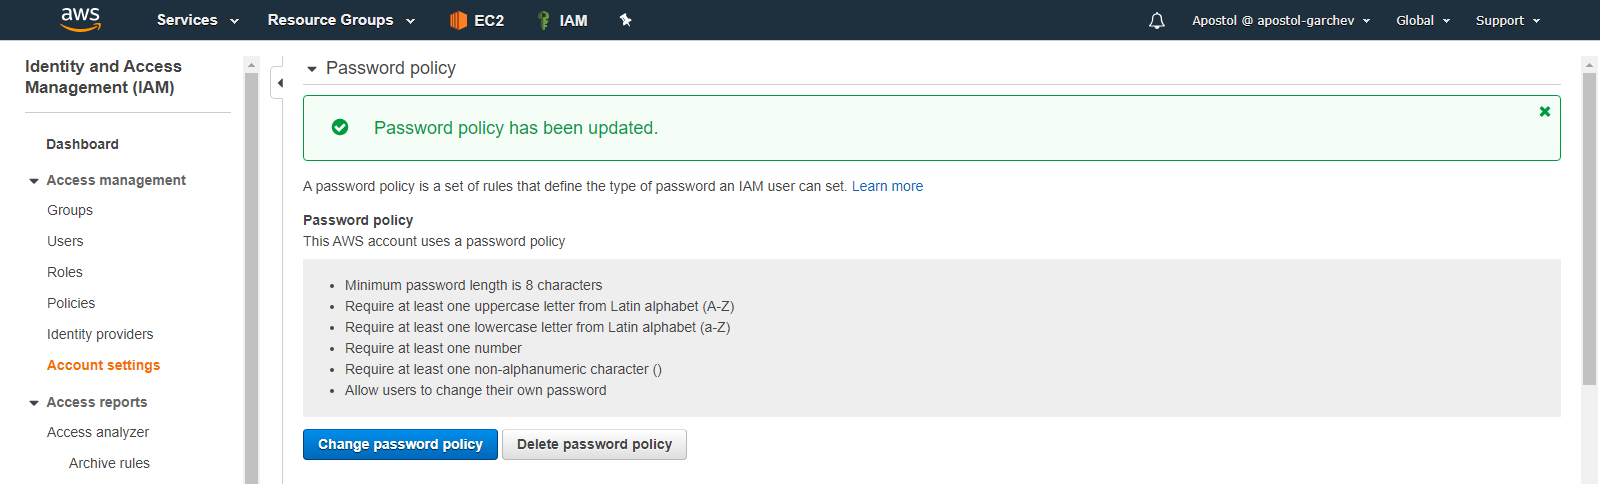 aws Services Resource Groups EC2 IAM Apostol @ apostol-garchev Global Support
Identity and Access
Management (IAM)
Dashboard
Access management
Groups
Users
Roles
Policies
Identity providers
Account settings
Access reports
Access analyzer
Archive rules
Password policy
Password policy has been updated.
A password policy is a set of rules that define the type of password an IAM user can set. Learn more
Password policy
This AWS account uses a password policy
• Minimum password length is 8 characters
• Require at least one uppercase letter from Latin alphabet (A-Z)
• Require at least one lowercase letter from Latin alphabet (a-Z)
• Require at least one number
• Require at least one non-alphanumeric character ()
• Allow users to change their own password
Change password policy Delete password policy